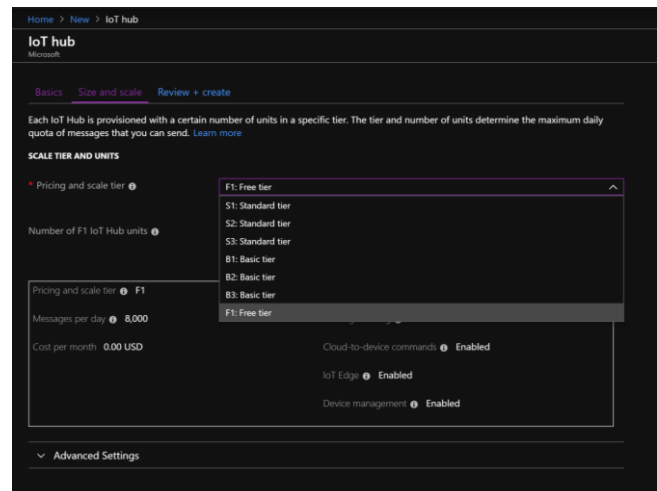 Home > New > IoT hub
IoT hub
Microsoft
Basics Size and scale Review + create
Each IoT Hub is provisioned with a certain number of units in a specific tier. The tier and number of units determine the maximum daily
quota of messages that you can send. Learn more
SCALE TIER AND UNITS
* Pricing and scale tier F1: Free tier
S1: Standard tier
S2: Standard tier
Number of F1 IoT Hub units S3: Standard tier
B1: Basic tier
B2: Basic tier
Pricing and scale tier F1 B3: Basic tier
Messages per day 8,000 F1: Free tier
Cost per month 0.00 USD Cloud-to-device commands Enabled
IoT Edge Enabled
Device management Enabled
Advanced Settings